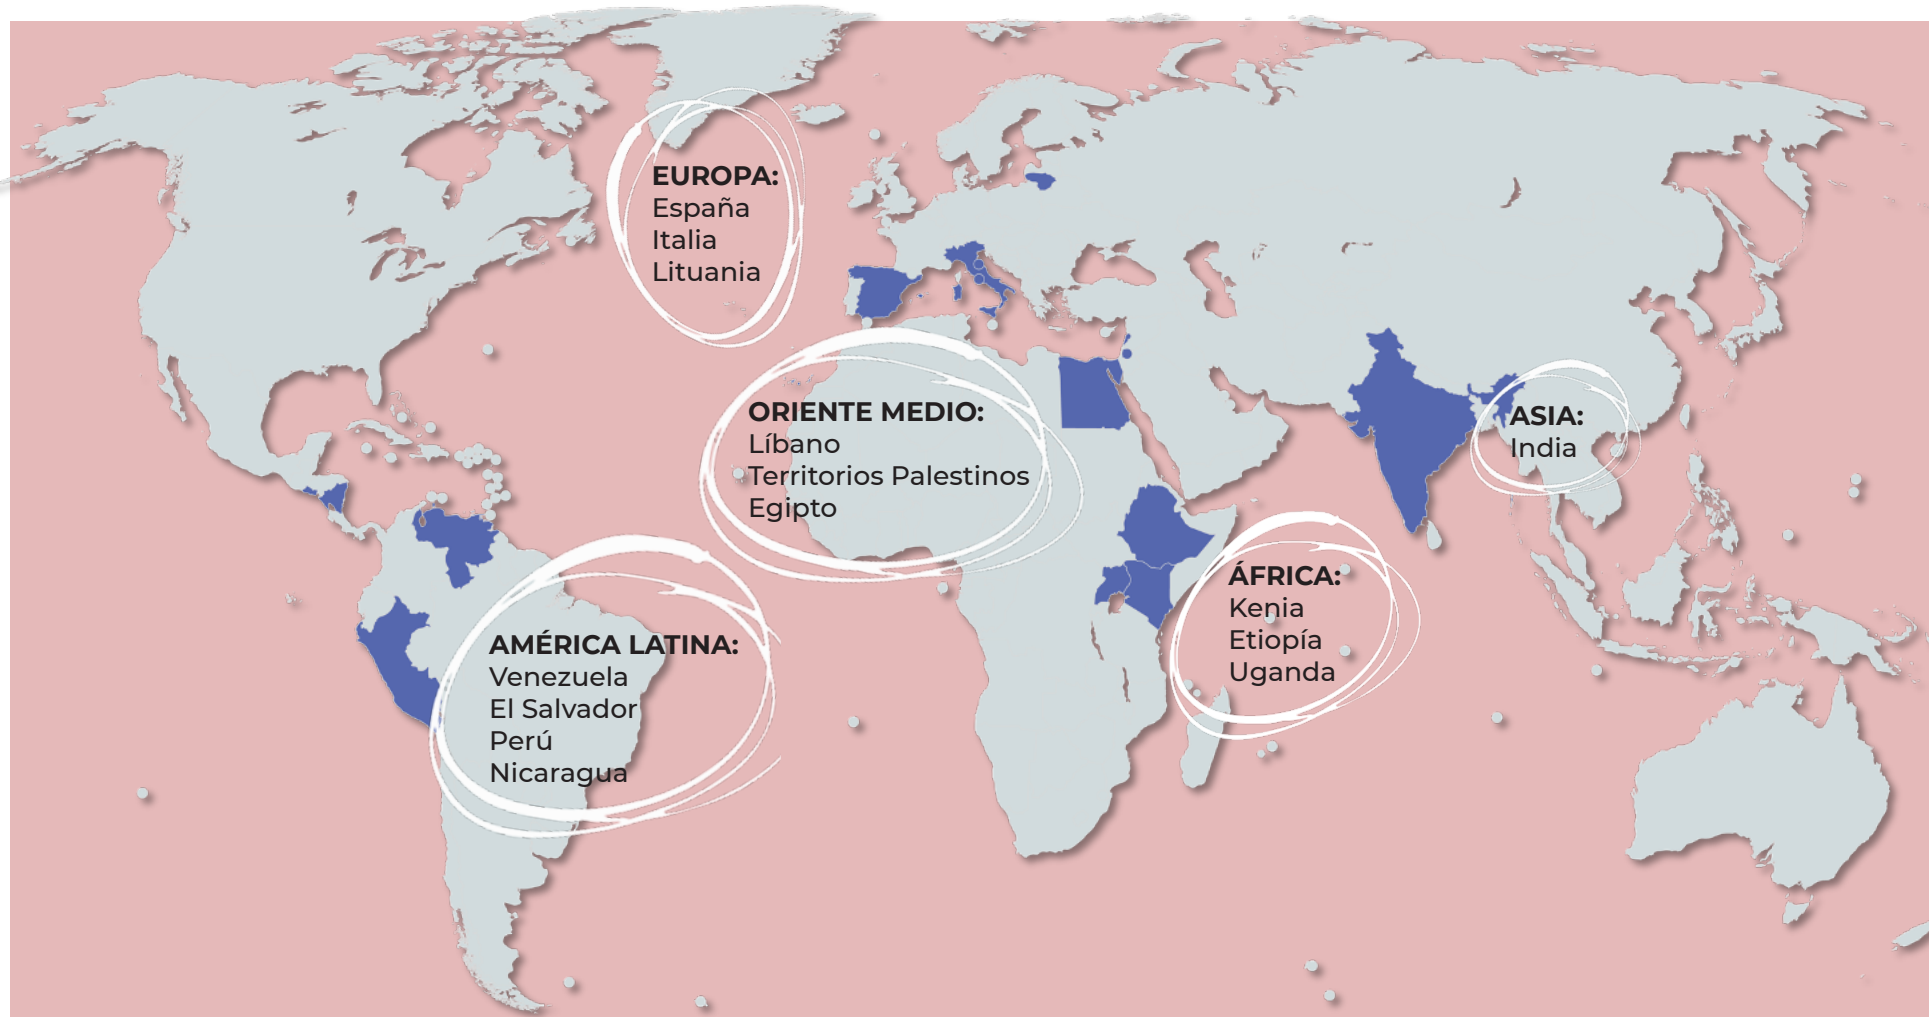 EUROPA:
España
Italia
Lituania
ORIENTE MEDIO:
Líbano
Territorios Palestinos
Egipto
ASIA:
India
ÁFRICA:
Kenia
Etiopía
Uganda
AMÉRICA LATINA:
Venezuela
El Salvador
Perú
Nicaragua